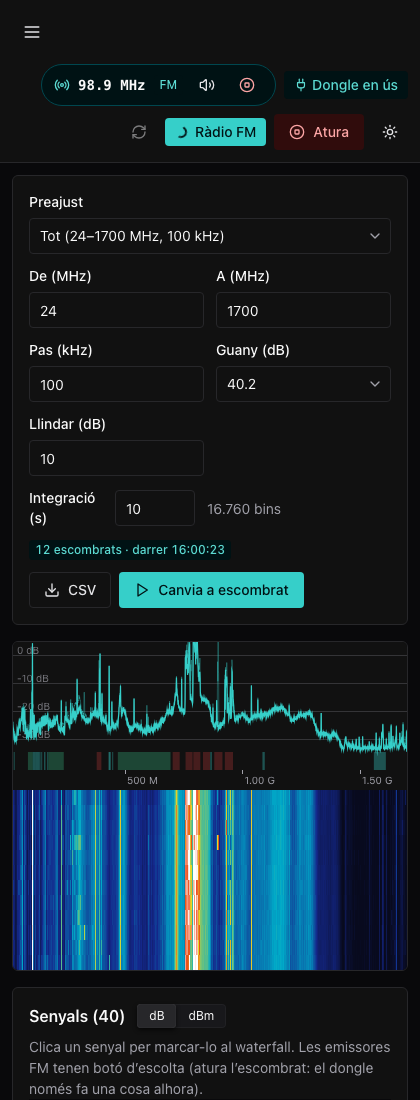 98.9 MHz FM Dongle en ús
Ràdio FM Atura
Preajust
Tot (24–1700 MHz, 100 kHz)
De (MHz) A (MHz)
24 1700
Pas (kHz) Guany (dB)
100 40.2
Llindar (dB)
10
Integració
(s) 10 16.760 bins
12 escombrats · darrer 16:00:23
CSV Canvia a escombrat
0 dB
-10 dB
-20 dB
500 M 1.00 G 1.50 G
Senyals (40) dB dBm
Clica un senyal per marcar-lo al waterfall. Les emissores
FM tenen botó d'escolta (atura l'escombrat: el dongle
només fa una cosa alhora).